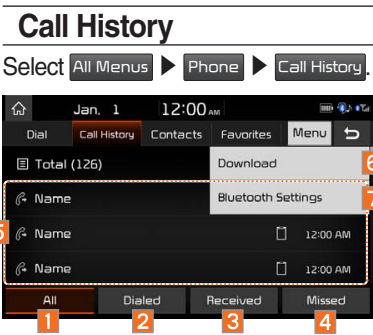 Call History
Select All Menus ▶ Phone ▶ Call History.
Jan. 1 12:00 AM
Dial Call History Contacts Favorites Menu
Total (126) Download 6
Name Bluetooth Settings 7
5 Name 12:00 AM
Name 12:00 AM
All Dialed Received Missed
1 2 3 4